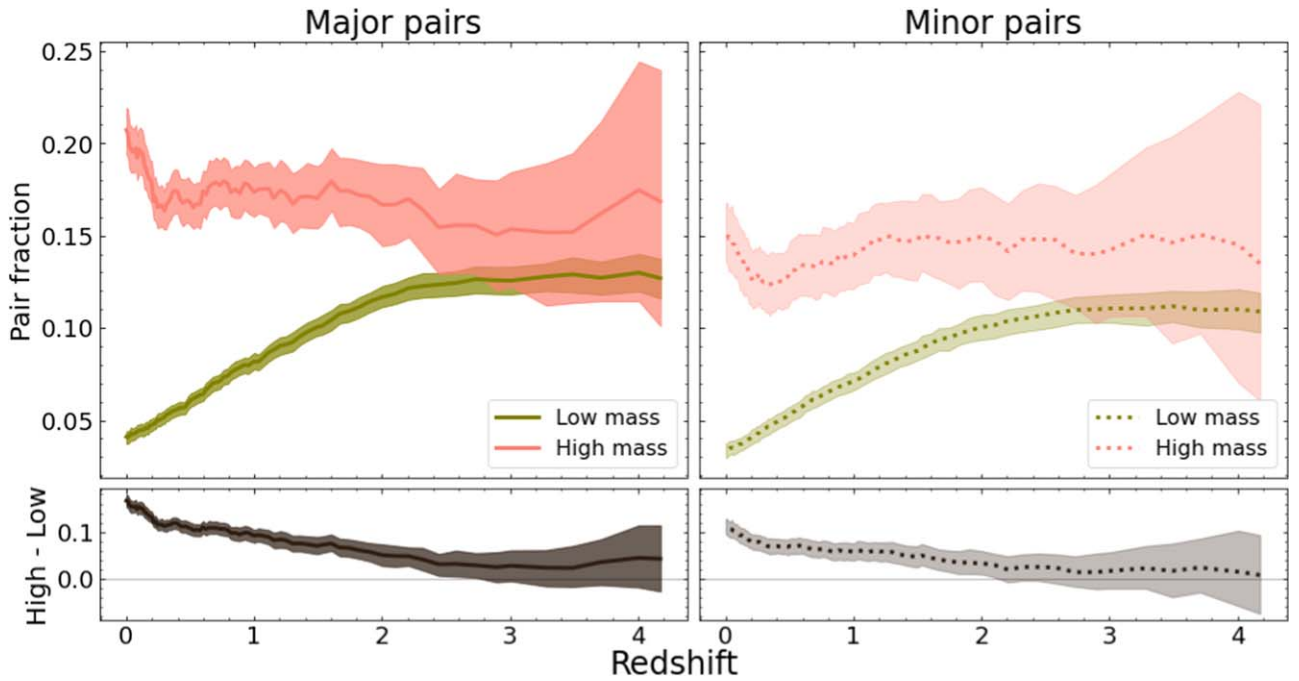 Major pairs
Minor pairs
0.25
0.20
0.15
0.10
0.05
Pair fraction
Low mass
High mass
Low mass
High mass
0.1
0.0
High - Low
0 1 2 3 4
0 1 2 3 4
Redshift